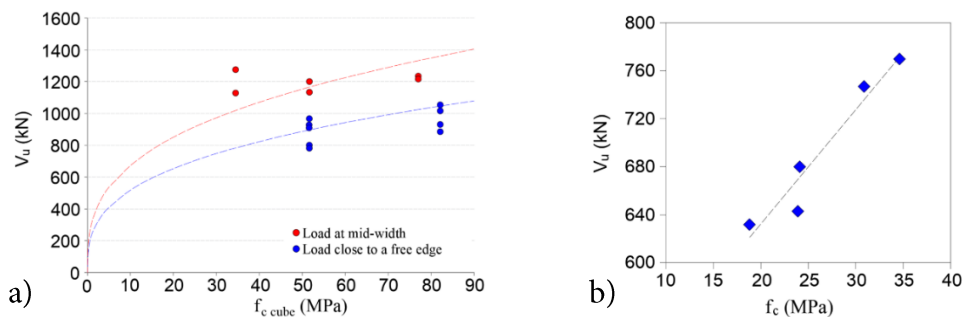 1600
1400
1200
1000
800
600
400
200
0
V_u (kN)
0 10 20 30 40 50 60 70 80 90
f_c cube (MPa)
Load at mid-width
Load close to a free edge
a)
800
760
720
680
640
600
V_u (kN)
10 15 20 25 30 35 40
f_c (MPa)
b)